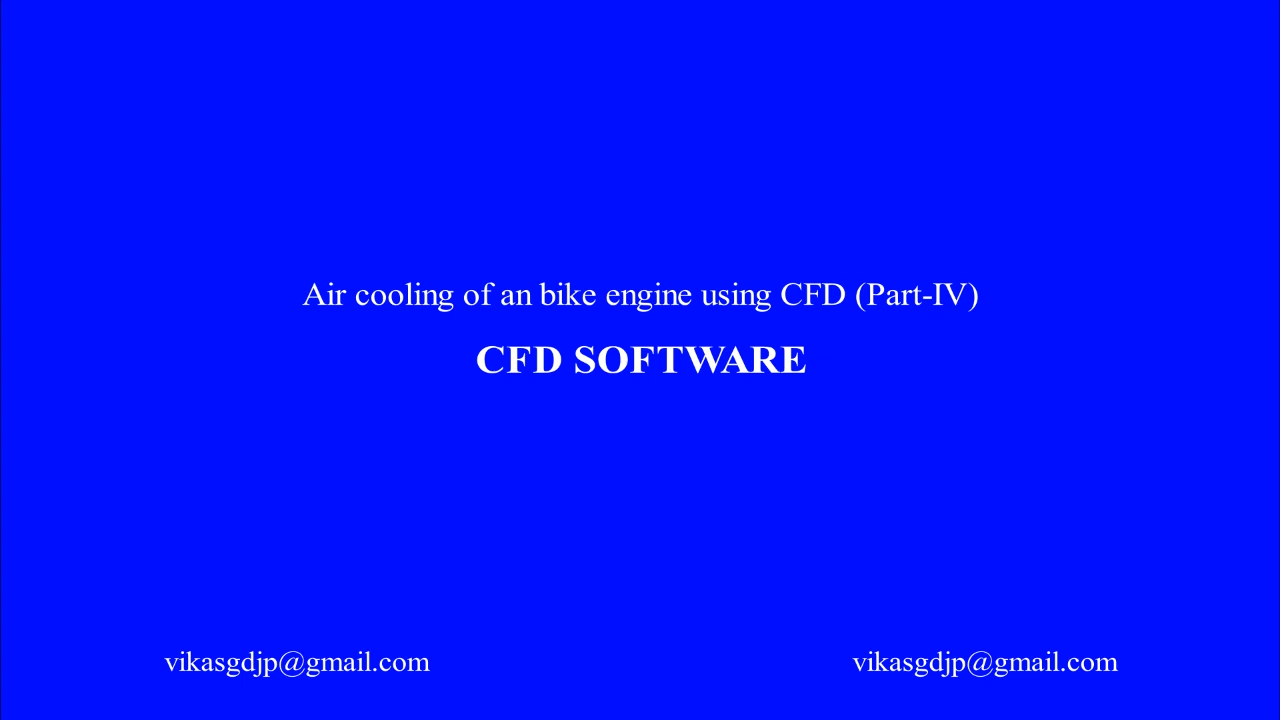 Air cooling of an bike engine using CFD (Part-IV)
CFD SOFTWARE
vikasgdjp@gmail.com vikasgdjp@gmail.com